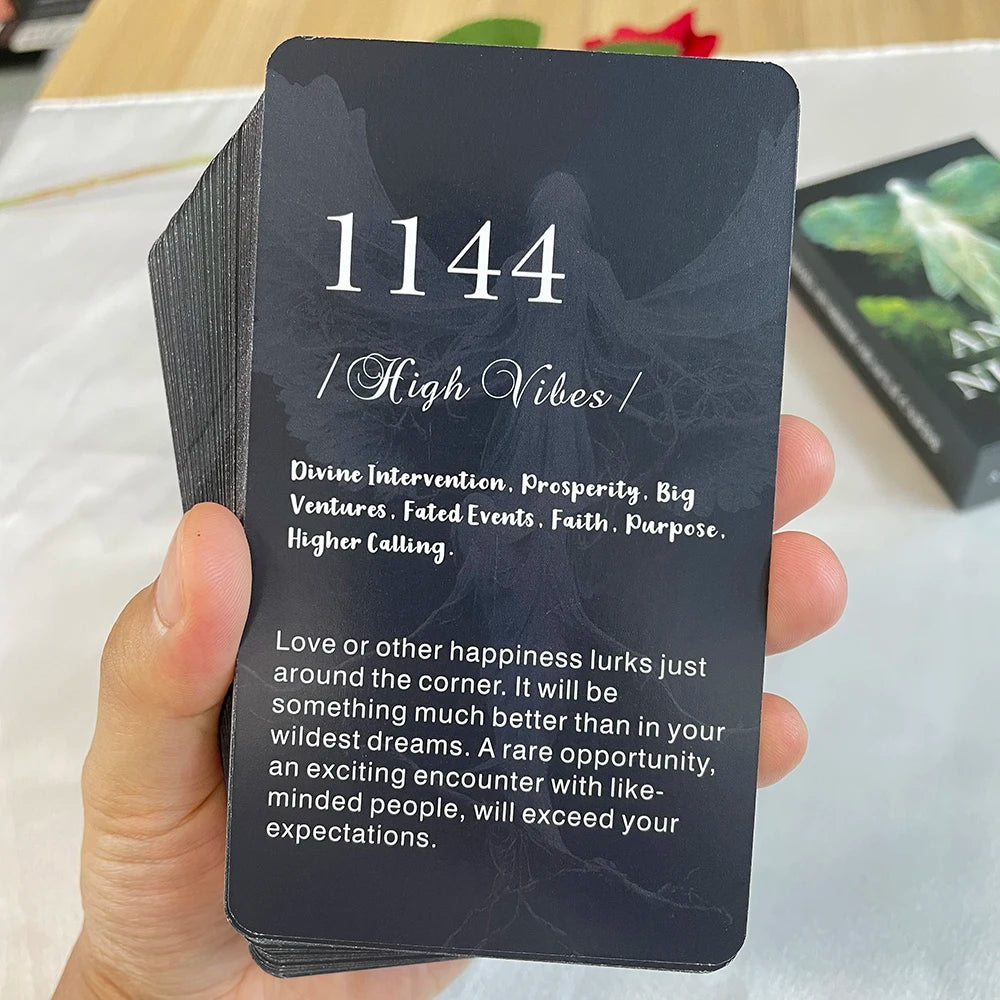 1144
/High Vibes/
Divine Intervention, Prosperity, Big
Ventures, Fated Events, Faith, Purpose,
Higher Calling.
Love or other happiness lurks just
around the corner. It will be
something much better than in your
wildest dreams. A rare opportunity,
an exciting encounter with like-
minded people, will exceed your
expectations.